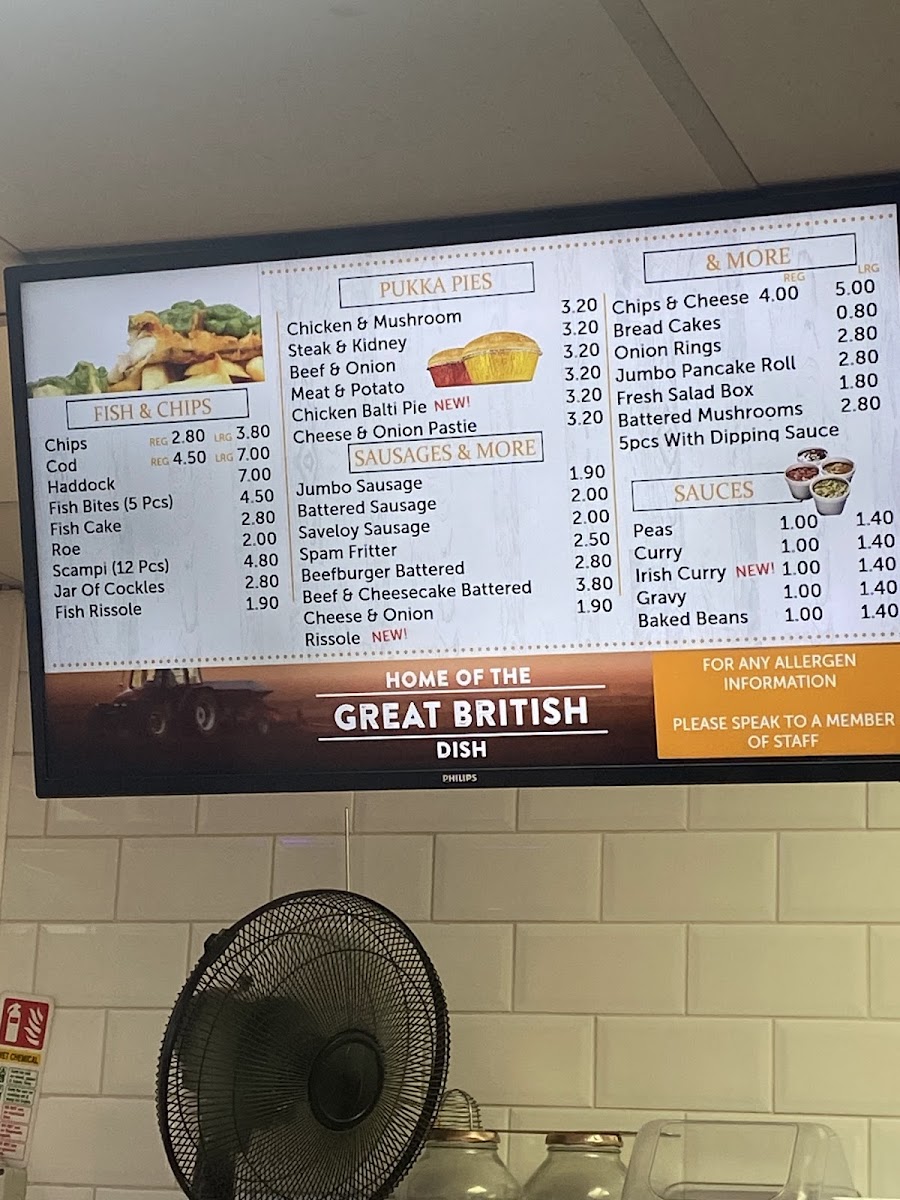 FISH & CHIPS
Chips REG 2.80 LRG 3.80
Cod REG 4.50 LRG 7.00
Haddock 7.00
Fish Bites (5 Pcs) 4.50
Fish Cake 2.80
Roe 2.00
Scampi (12 Pcs) 4.80
Jar Of Cockles 2.80
Fish Rissole 1.90
PUKKA PIES
Chicken & Mushroom 3.20
Steak & Kidney 3.20
Beef & Onion 3.20
Meat & Potato 3.20
Chicken Balti Pie NEW! 3.20
Cheese & Onion Pastie 3.20
SAUSAGES & MORE
Jumbo Sausage 1.90
Battered Sausage 2.00
Saveloy Sausage 2.00
Spam Fritter 2.50
Beefburger Battered 2.80
Beef & Cheesecake Battered 3.80
Cheese & Onion 1.90
Rissole NEW!
& MORE
REG LRG
Chips & Cheese 4.00 5.00
Bread Cakes 0.80
Onion Rings 2.80
Jumbo Pancake Roll 2.80
Fresh Salad Box 1.80
Battered Mushrooms 2.80
5pcs With Dipping Sauce
SAUCES
Peas 1.00 1.40
Curry 1.00 1.40
Irish Curry NEW! 1.00 1.40
Gravy 1.00 1.40
Baked Beans 1.00 1.40
HOME OF THE
GREAT BRITISH
DISH
FOR ANY ALLERGEN
INFORMATION
PLEASE SPEAK TO A MEMBER
OF STAFF
PHILIPS
WET CHEMICAL